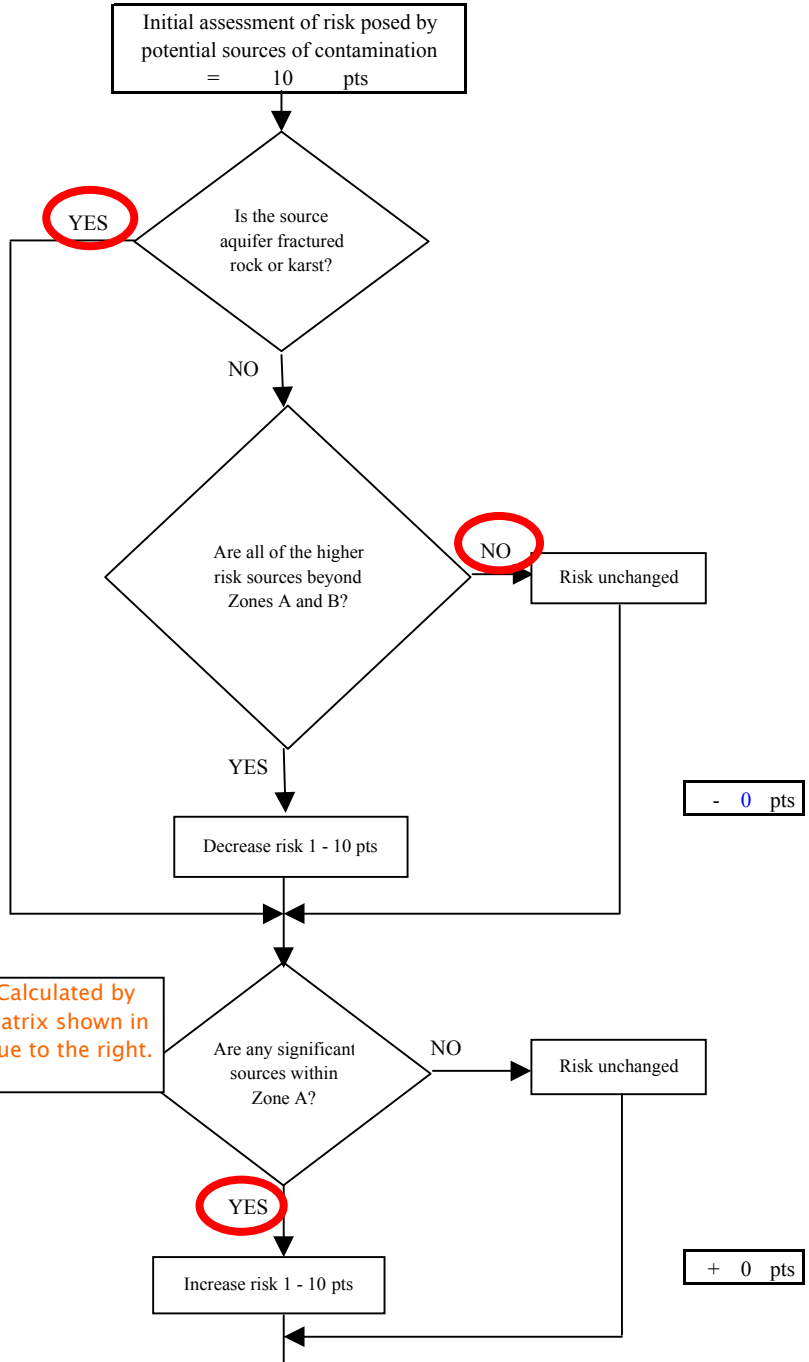 Initial assessment of risk posed by
potential sources of contamination
= 10 pts
YES
Is the source
aquifer fractured
rock or karst?
NO
Are all of the higher
risk sources beyond
Zones A and B?
NO
Risk unchanged
YES
- 0 pts
Decrease risk 1 - 10 pts
Calculated by
atrix shown in
ue to the right.
Are any significant
sources within
Zone A?
NO
Risk unchanged
YES
+ 0 pts
Increase risk 1 - 10 pts